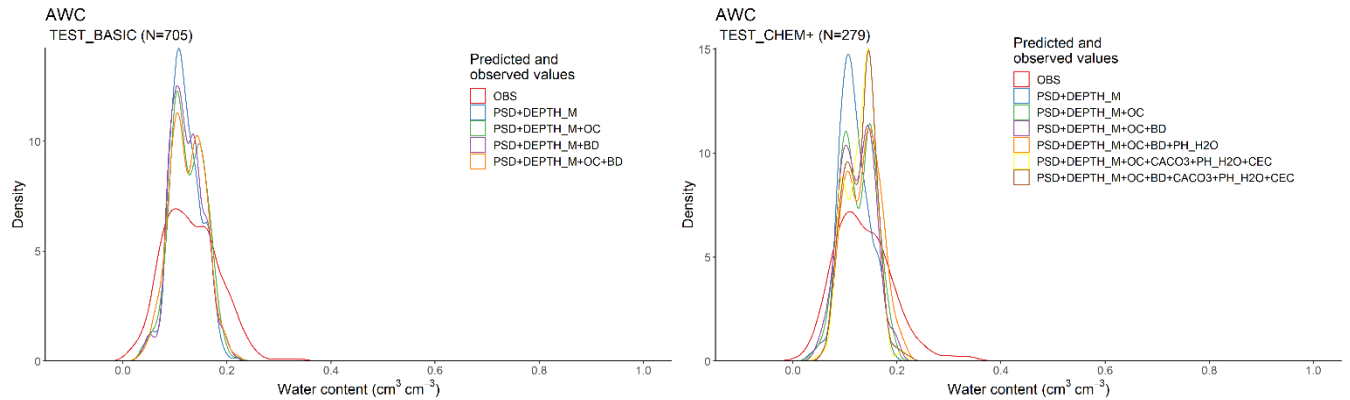 AWC
TEST_BASIC (N=705)
Predicted and
observed values
OBS
PSD+DEPTH_M
PSD+DEPTH_M+OC
PSD+DEPTH_M+BD
PSD+DEPTH_M+OC+BD
Density
10
5
0
0.0 0.2 0.4 0.6 0.8 1.0
Water content (cm³ cm⁻³)
AWC
TEST_CHEM+ (N=279)
Predicted and
observed values
OBS
PSD+DEPTH_M
PSD+DEPTH_M+OC
PSD+DEPTH_M+OC+BD
PSD+DEPTH_M+OC+BD+PH_H2O
PSD+DEPTH_M+OC+CACO3+PH_H2O+CEC
PSD+DEPTH_M+OC+BD+CACO3+PH_H2O+CEC
Density
15
10
5
0
0.0 0.2 0.4 0.6 0.8 1.0
Water content (cm³ cm⁻³)